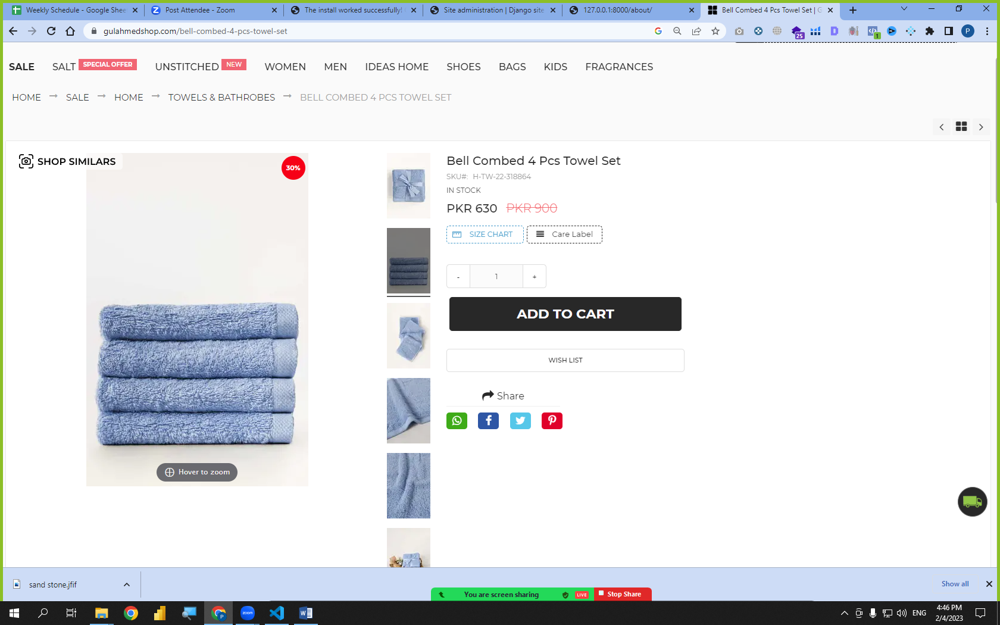 Weekly Schedule - Google Shee
Post Attendee - Zoom
The install worked successfully!
Site administration | Django site
127.0.0.1:8000/about/
Bell Combed 4 Pcs Towel Set | G
gulahmedshop.com/bell-combed-4-pcs-towel-set
25
1
P
SALE
SALT
SPECIAL OFFER
UNSTITCHED
NEW
WOMEN
MEN
IDEAS HOME
SHOES
BAGS
KIDS
FRAGRANCES
HOME
SALE
HOME
TOWELS & BATHROBES
BELL COMBED 4 PCS TOWEL SET
SHOP SIMILARS
30%
Hover to zoom
Bell Combed 4 Pcs Towel Set
SKU#: H-TW-22-318864
IN STOCK
PKR 630 PKR 900
SIZE CHART
Care Label
- 1 +
ADD TO CART
WISH LIST
Share
sand stone.jfif
Show all
You are screen sharing
LIVE
Stop Share
zoom
P
ENG
4:46 PM
2/4/2023